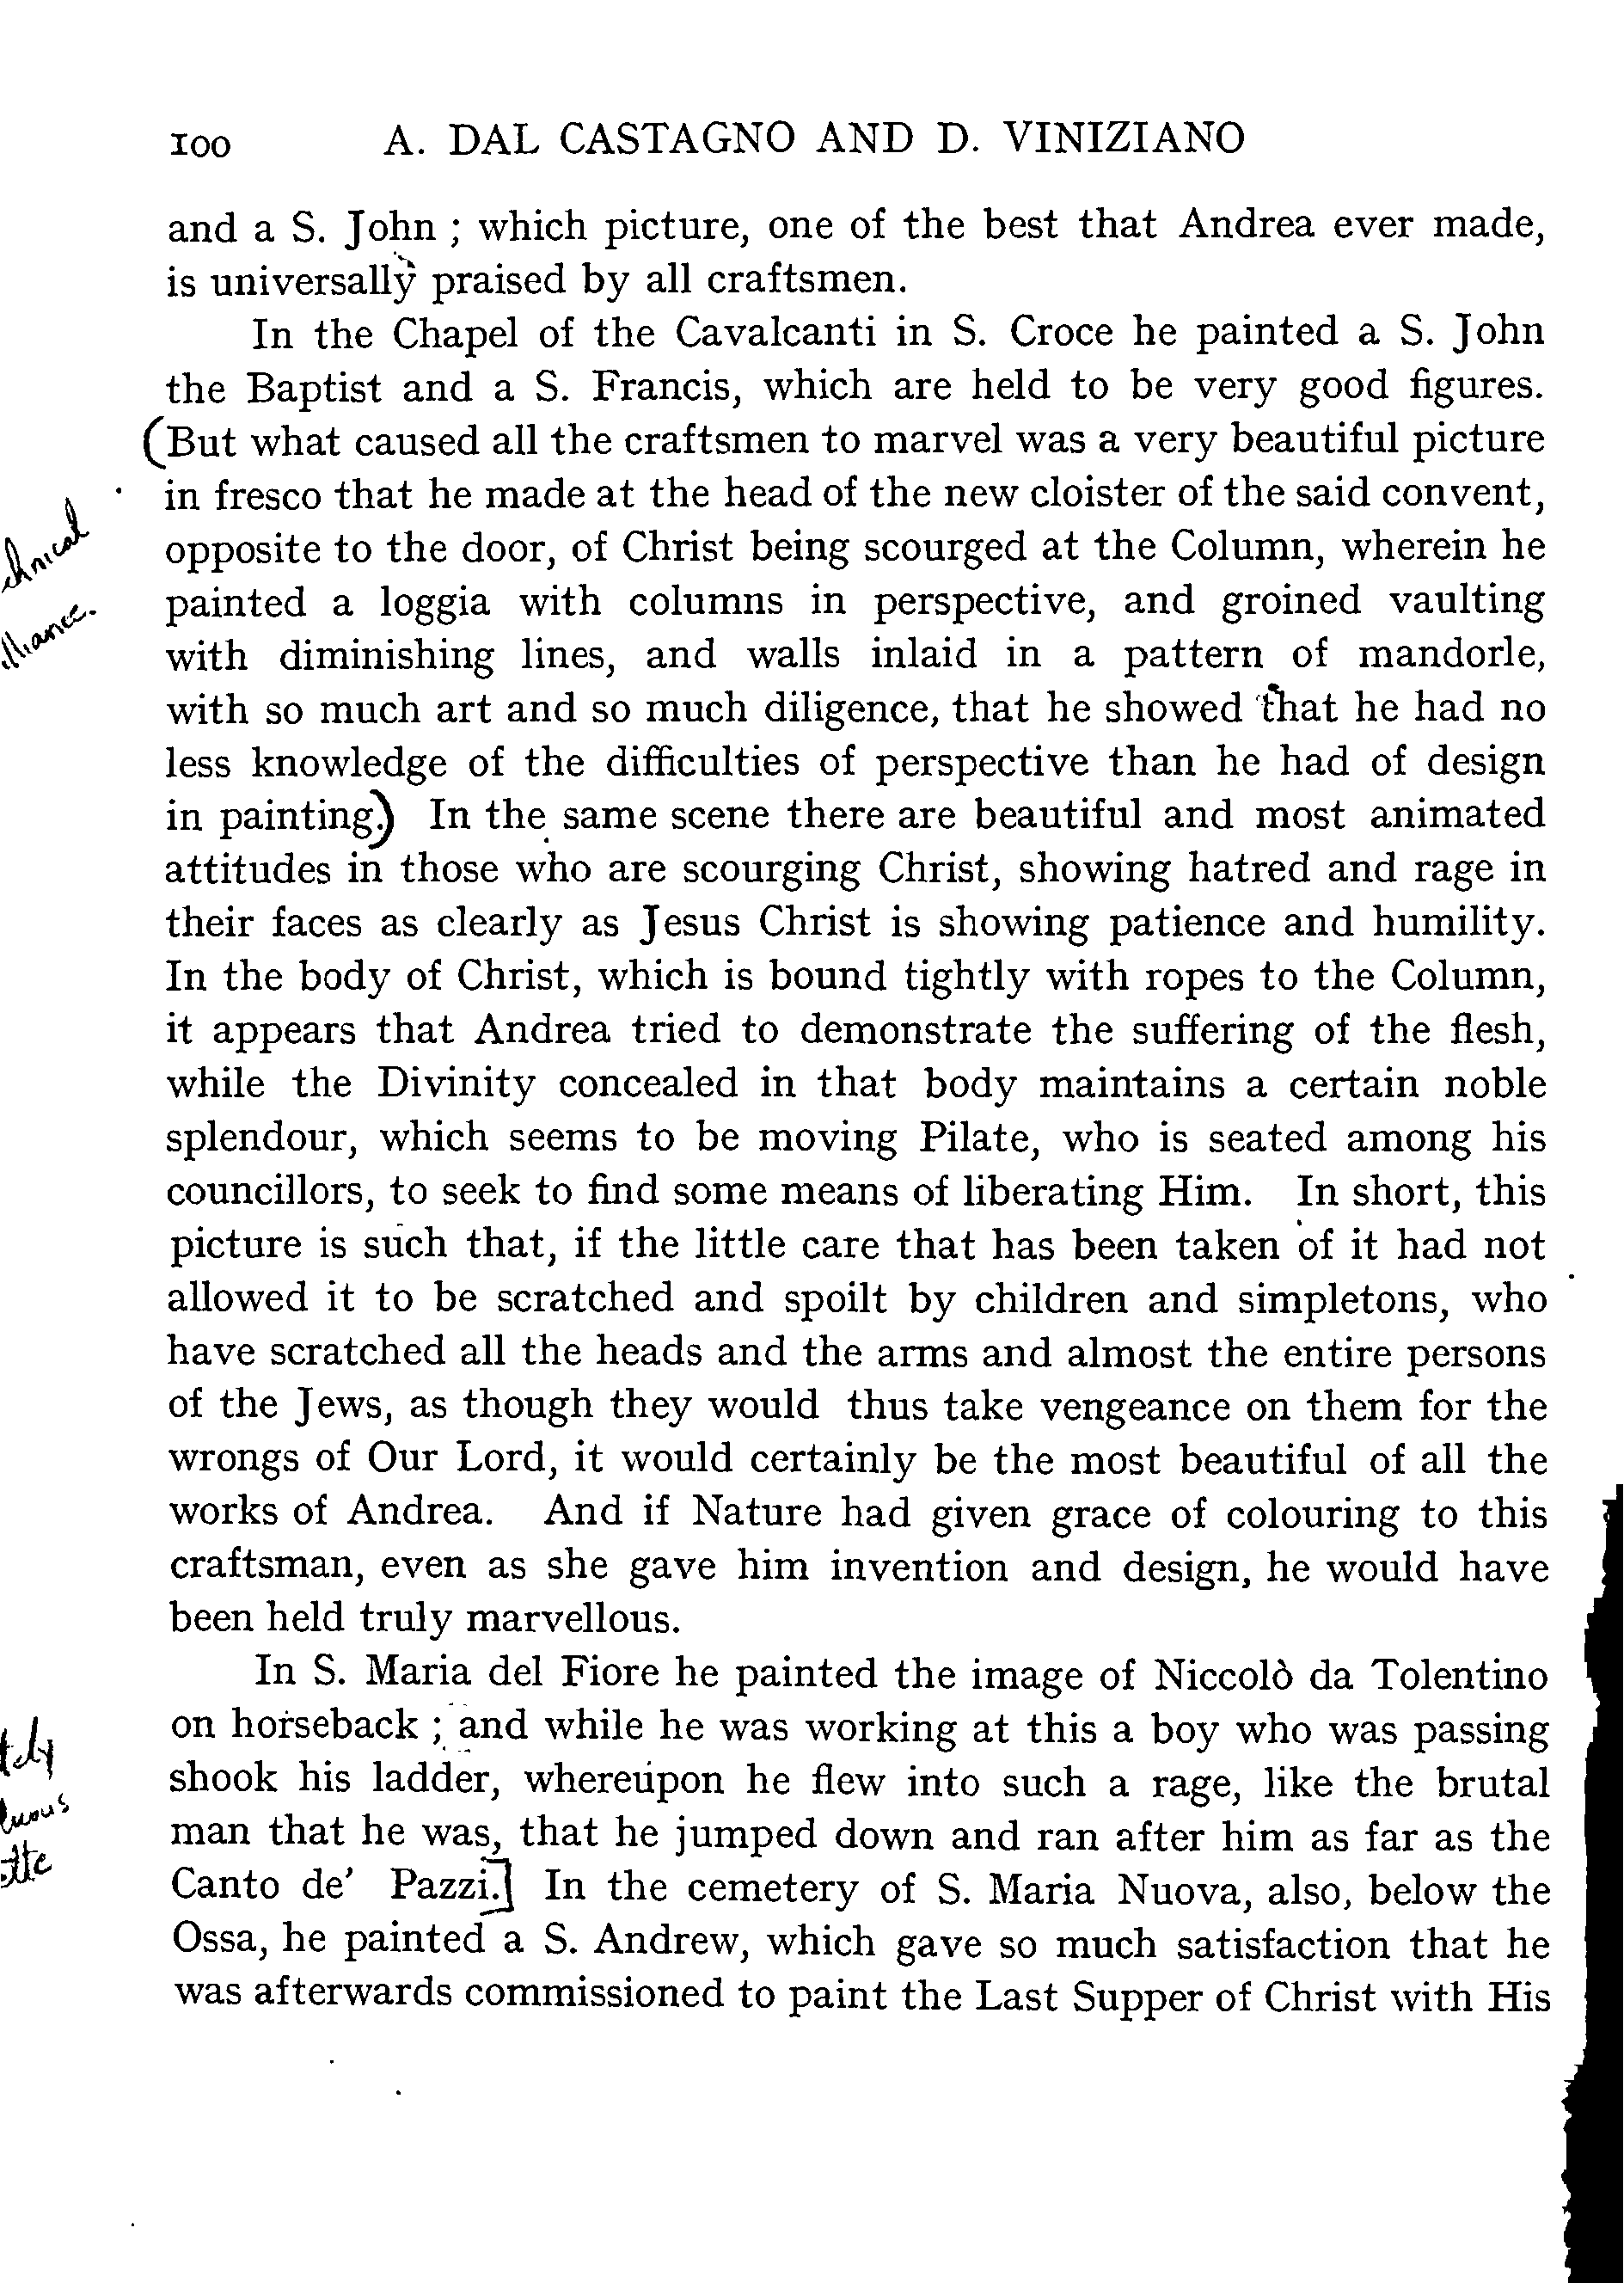 100 A. DAL CASTAGNO AND D. VINIZIANO
and a S. John ; which picture, one of the best that Andrea ever made,
is universally praised by all craftsmen.
In the Chapel of the Cavalcanti in S. Croce he painted a S. John
the Baptist and a S. Francis, which are held to be very good figures.
(But what caused all the craftsmen to marvel was a very beautiful picture
in fresco that he made at the head of the new cloister of the said convent,
opposite to the door, of Christ being scourged at the Column, wherein he
painted a loggia with columns in perspective, and groined vaulting
with diminishing lines, and walls inlaid in a pattern of mandorle,
with so much art and so much diligence, that he showed that he had no
less knowledge of the difficulties of perspective than he had of design
in painting.) In the same scene there are beautiful and most animated
attitudes in those who are scourging Christ, showing hatred and rage in
their faces as clearly as Jesus Christ is showing patience and humility.
In the body of Christ, which is bound tightly with ropes to the Column,
it appears that Andrea tried to demonstrate the suffering of the flesh,
while the Divinity concealed in that body maintains a certain noble
splendour, which seems to be moving Pilate, who is seated among his
councillors, to seek to find some means of liberating Him. In short, this
picture is such that, if the little care that has been taken of it had not
allowed it to be scratched and spoilt by children and simpletons, who
have scratched all the heads and the arms and almost the entire persons
of the Jews, as though they would thus take vengeance on them for the
wrongs of Our Lord, it would certainly be the most beautiful of all the
works of Andrea. And if Nature had given grace of colouring to this
craftsman, even as she gave him invention and design, he would have
been held truly marvellous.
In S. Maria del Fiore he painted the image of Niccolò da Tolentino
on horseback ; and while he was working at this a boy who was passing
shook his ladder, whereupon he flew into such a rage, like the brutal
man that he was, that he jumped down and ran after him as far as the
Canto de' Pazzi.] In the cemetery of S. Maria Nuova, also, below the
Ossa, he painted a S. Andrew, which gave so much satisfaction that he
was afterwards commissioned to paint the Last Supper of Christ with His